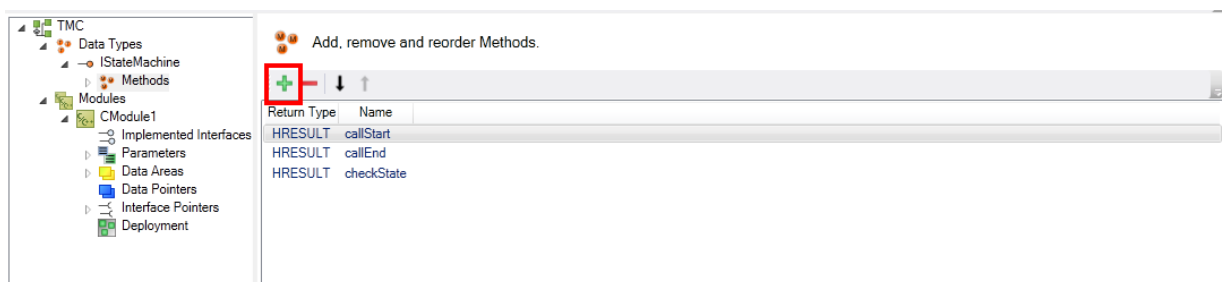 TMC
Data Types
IStateMachine
Methods
Modules
CModule1
Implemented Interfaces
Parameters
Data Areas
Data Pointers
Interface Pointers
Deployment
Add, remove and reorder Methods.
Return Type Name
HRESULT callStart
HRESULT callEnd
HRESULT checkState